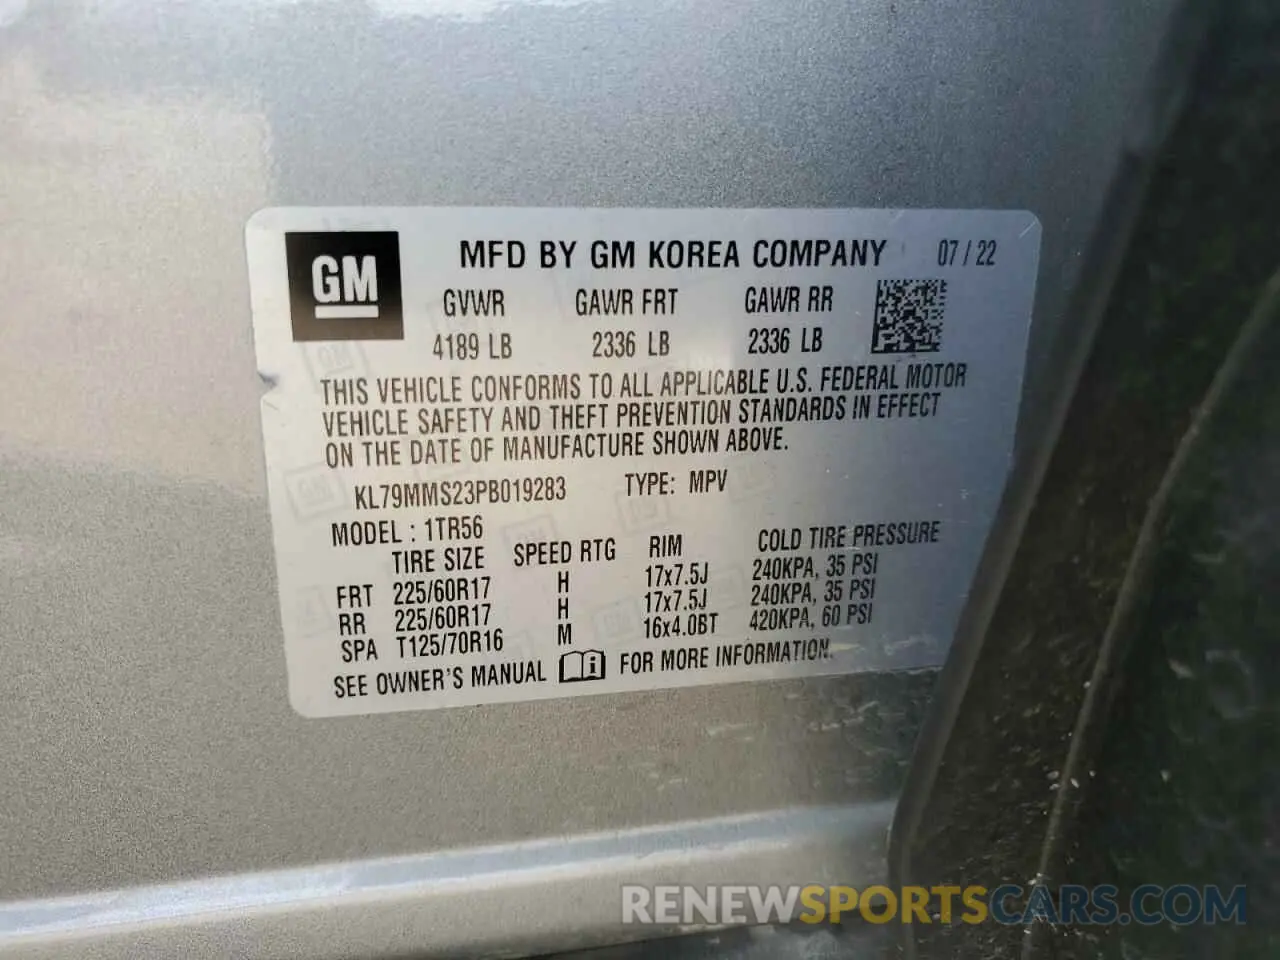 GM
MFD BY GM KOREA COMPANY 07 / 22
GVWR GAWR FRT GAWR RR
4189 LB 2336 LB 2336 LB
THIS VEHICLE CONFORMS TO ALL APPLICABLE U.S. FEDERAL MOTOR
VEHICLE SAFETY AND THEFT PREVENTION STANDARDS IN EFFECT
ON THE DATE OF MANUFACTURE SHOWN ABOVE.
KL79MMS23PB019283 TYPE: MPV
MODEL : 1TR56
TIRE SIZE SPEED RTG RIM COLD TIRE PRESSURE
FRT 225/60R17 H 17x7.5J 240KPA, 35 PSI
RR 225/60R17 H 17x7.5J 240KPA, 35 PSI
SPA T125/70R16 M 16x4.0BT 420KPA, 60 PSI
SEE OWNER'S MANUAL FOR MORE INFORMATION.
RENEWSPORTSCARS.COM